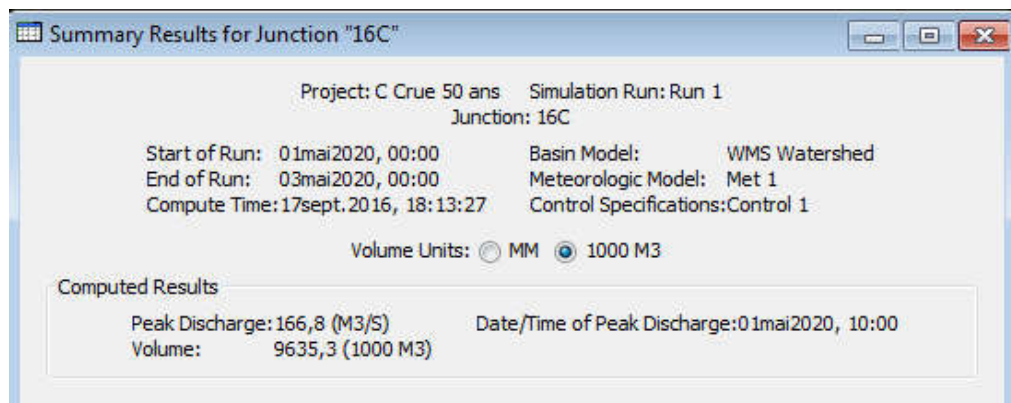 Summary Results for Junction "16C"
Project: C Crue 50 ans Simulation Run: Run 1
Junction: 16C
Start of Run: 01mai2020, 00:00 Basin Model: WMS Watershed
End of Run: 03mai2020, 00:00 Meteorologic Model: Met 1
Compute Time:17sept.2016, 18:13:27 Control Specifications:Control 1
Volume Units: MM 1000 M3
Computed Results
Peak Discharge:166,8 (M3/S) Date/Time of Peak Discharge:01mai2020, 10:00
Volume: 9635,3 (1000 M3)